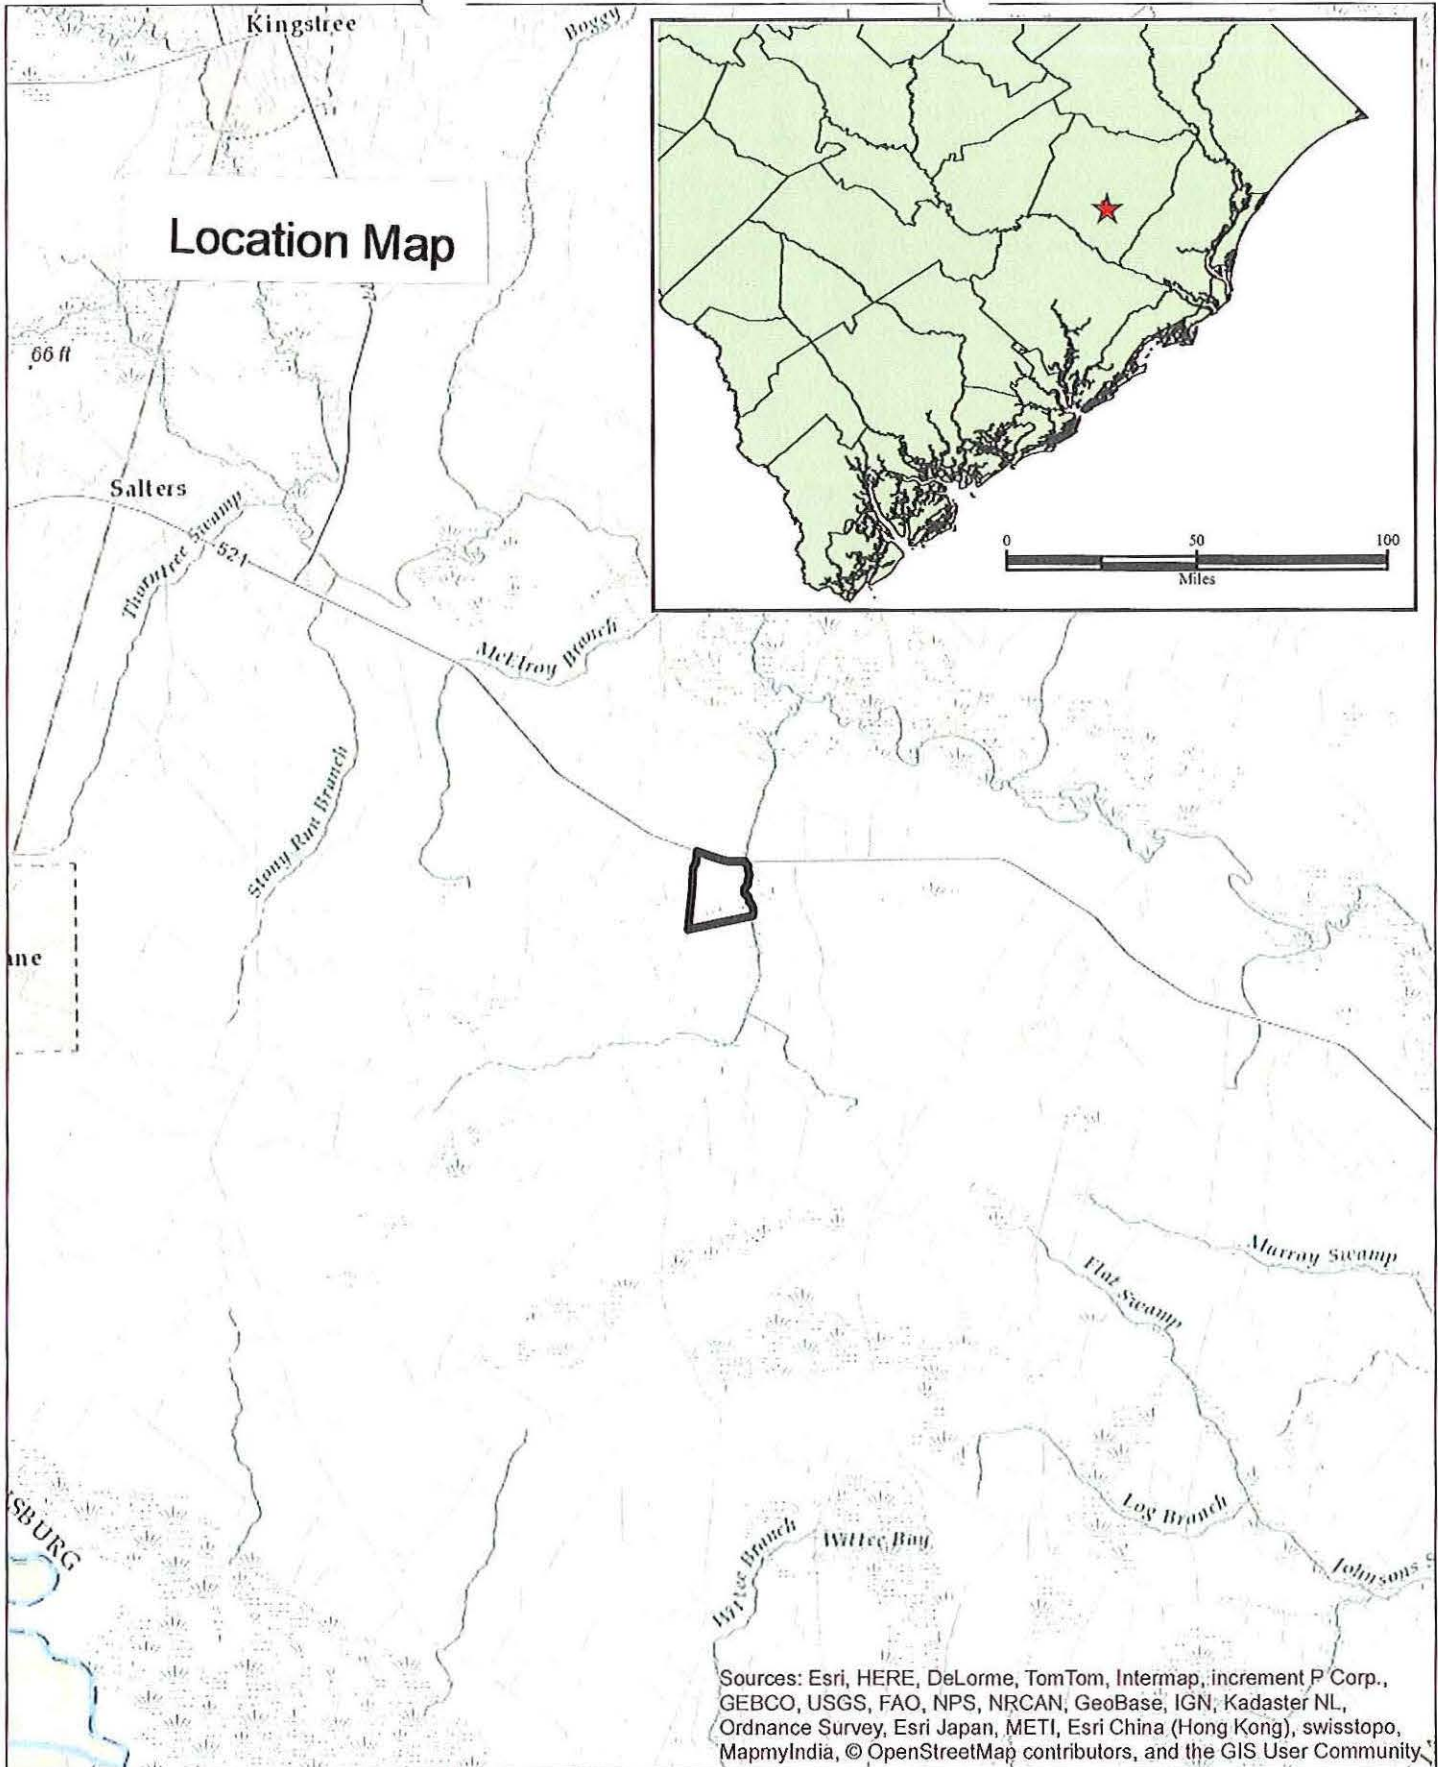 Kingstree
Boggy
Location Map
66 ft
Salters
Thorntree Swamp
521
McElroy Branch
Stony Run Branch
0 50 100
Miles
Murray Swamp
Flat Swamp
Log Branch
Wittee Branch
Wittee Bay
Johnsons S
SBURG
Sources: Esri, HERE, DeLorme, TomTom, Intermap, increment P Corp.,
GEBCO, USGS, FAO, NPS, NRCAN, GeoBase, IGN, Kadaster NL,
Ordnance Survey, Esri Japan, METI, Esri China (Hong Kong), swisstopo,
MapmyIndia, © OpenStreetMap contributors, and the GIS User Community